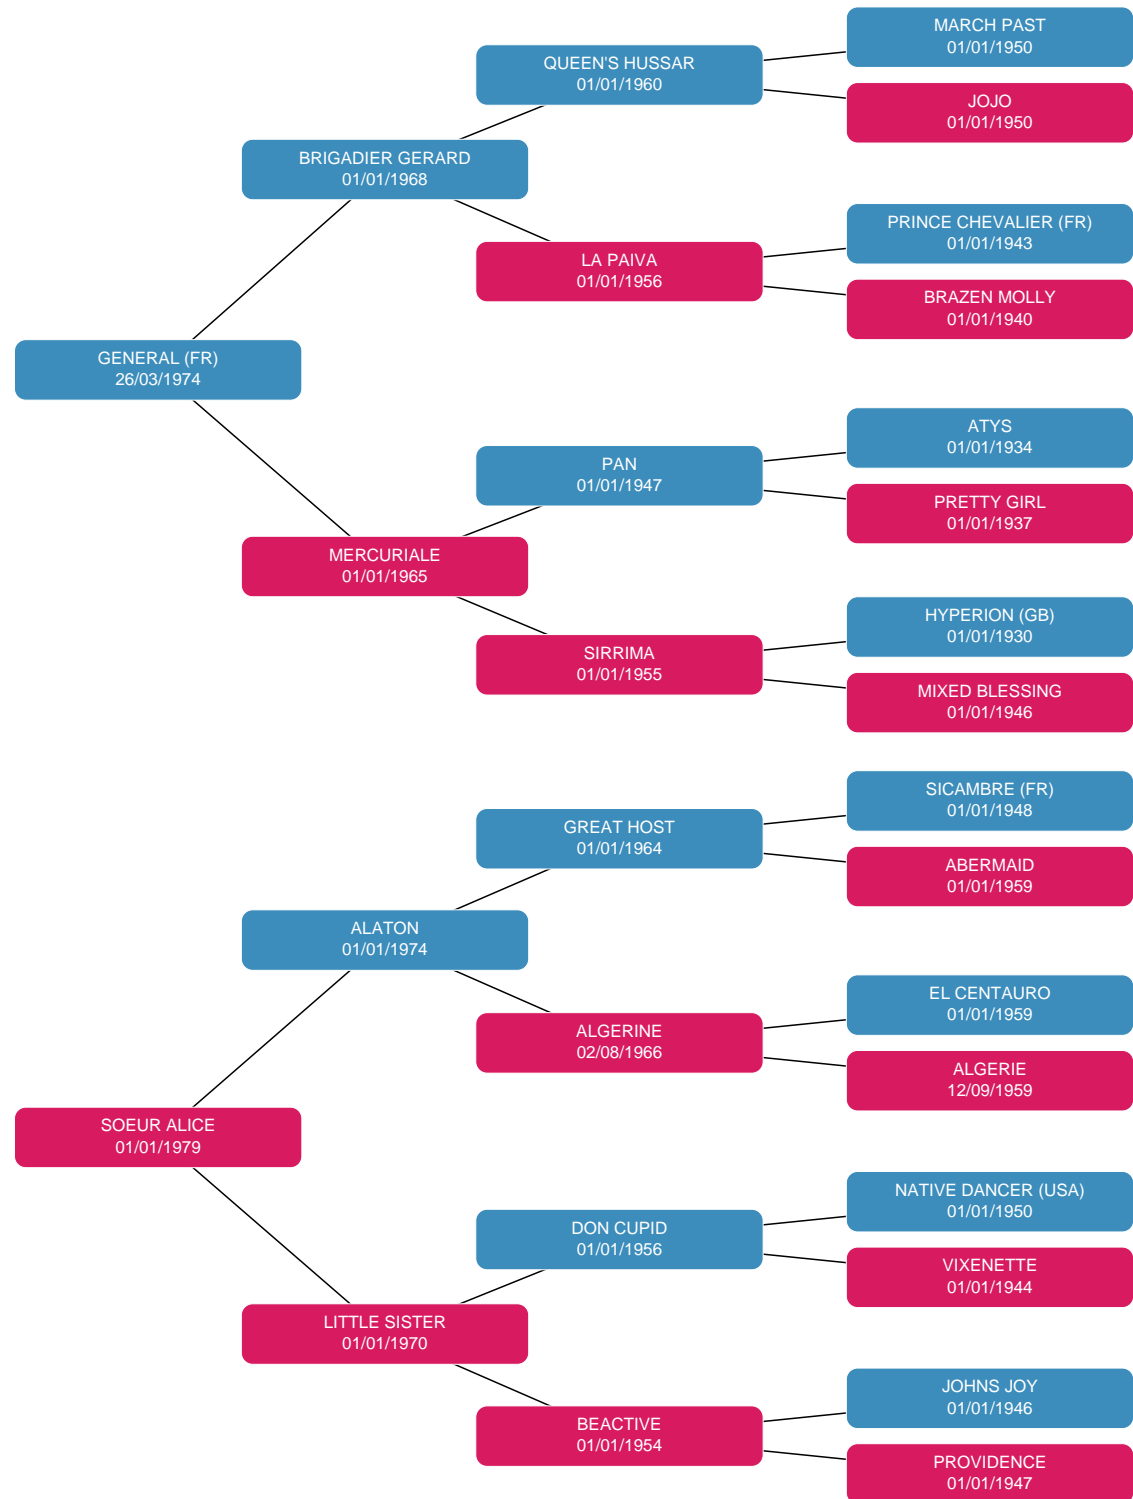 MARCH PAST
01/01/1950
QUEEN'S HUSSAR
01/01/1960
JOJO
01/01/1950
BRIGADIER GERARD
01/01/1968
PRINCE CHEVALIER (FR)
01/01/1943
LA PAIVA
01/01/1956
BRAZEN MOLLY
01/01/1940
GENERAL (FR)
26/03/1974
ATYS
01/01/1934
PAN
01/01/1947
PRETTY GIRL
01/01/1937
MERCURIALE
01/01/1965
HYPERION (GB)
01/01/1930
SIRRIMA
01/01/1955
MIXED BLESSING
01/01/1946
SICAMBRE (FR)
01/01/1948
GREAT HOST
01/01/1964
ABERMAID
01/01/1959
ALATON
01/01/1974
EL CENTAURO
01/01/1959
ALGERINE
02/08/1966
ALGERIE
12/09/1959
SOEUR ALICE
01/01/1979
NATIVE DANCER (USA)
01/01/1950
DON CUPID
01/01/1956
VIXENETTE
01/01/1944
LITTLE SISTER
01/01/1970
JOHNS JOY
01/01/1946
BEACTIVE
01/01/1954
PROVIDENCE
01/01/1947